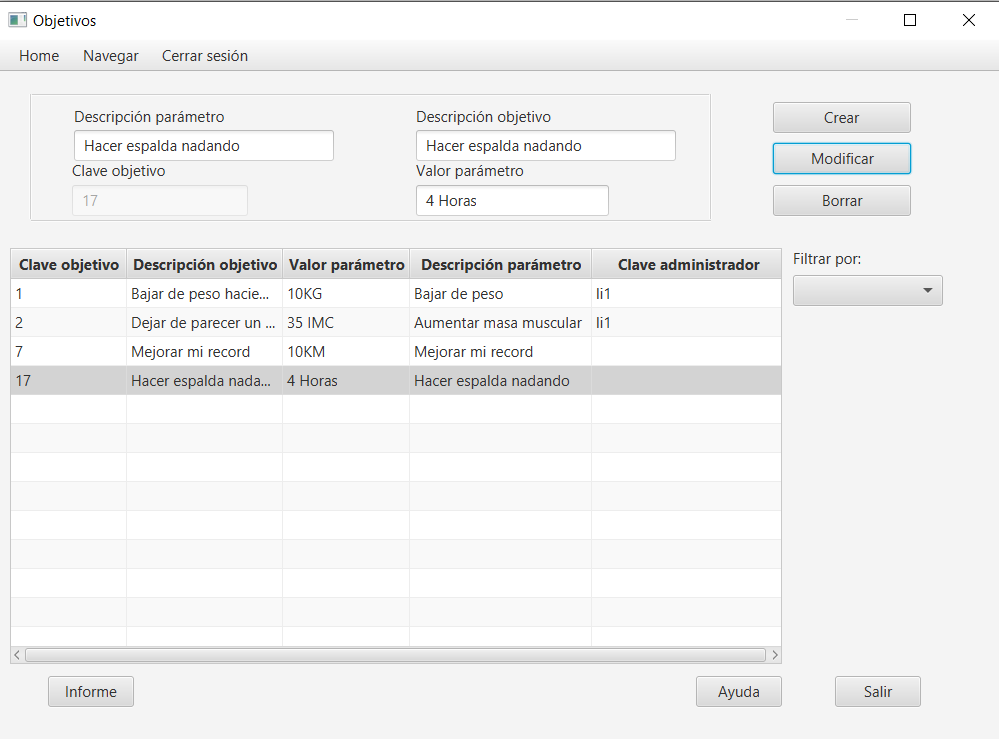 Objetivos
Home Navegar Cerrar sesión
Descripción parámetro Descripción objetivo
Hacer espalda nadando Hacer espalda nadando
Clave objetivo Valor parámetro
17 4 Horas
Crear
Modificar
Borrar
Clave objetivo Descripción objetivo Valor parámetro Descripción parámetro Clave administrador
1 Bajar de peso hacie... 10KG Bajar de peso li1
2 Dejar de parecer un ... 35 IMC Aumentar masa muscular li1
7 Mejorar mi record 10KM Mejorar mi record
17 Hacer espalda nada... 4 Horas Hacer espalda nadando
Filtrar por:
Informe Ayuda Salir